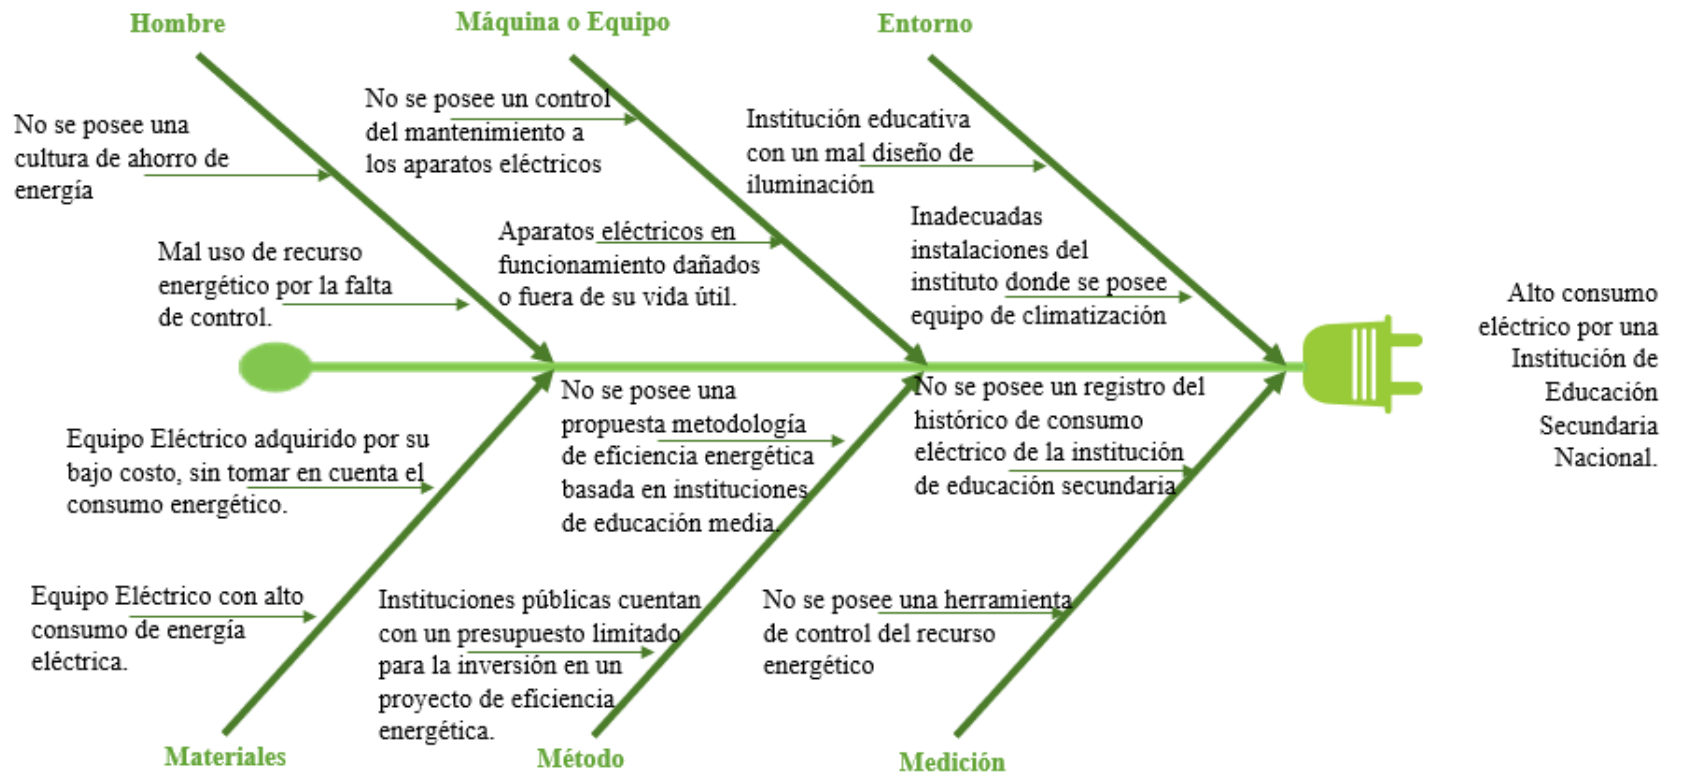 Hombre
Máquina o Equipo
Entorno
No se posee una
cultura de ahorro de
energía
Mal uso de recurso
energético por la falta
de control.
No se posee un control
del mantenimiento a
los aparatos eléctricos
Aparatos eléctricos en
funcionamiento dañados
o fuera de su vida útil.
Institución educativa
con un mal diseño de
iluminación
Inadecuadas
instalaciones del
instituto donde se posee
equipo de climatización
Alto consumo
eléctrico por una
Institución de
Educación
Secundaria
Nacional.
Equipo Eléctrico adquirido por su
bajo costo, sin tomar en cuenta el
consumo energético.
Equipo Eléctrico con alto
consumo de energía
eléctrica.
No se posee una
propuesta metodología
de eficiencia energética
basada en instituciones
de educación media.
Instituciones públicas cuentan
con un presupuesto limitado
para la inversión en un
proyecto de eficiencia
energética.
No se posee un registro del
histórico de consumo
eléctrico de la institución
de educación secundaria
No se posee una herramienta
de control del recurso
energético
Materiales
Método
Medición